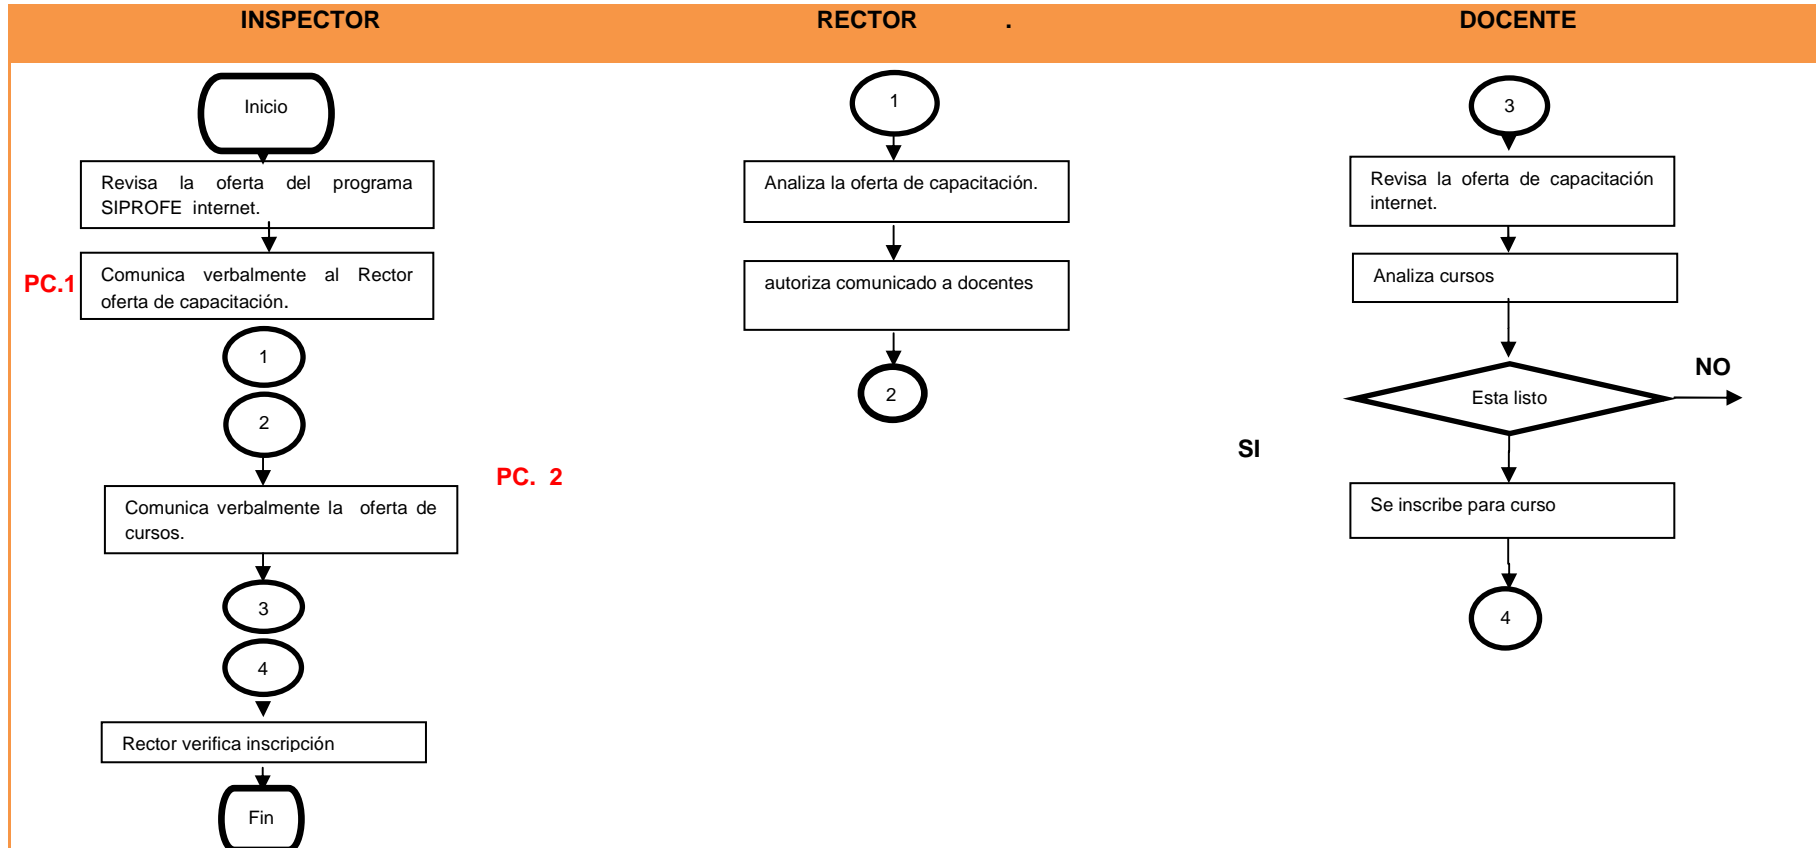 INSPECTOR
RECTOR .
DOCENTE
Inicio
Revisa la oferta del programa
SIPROFE internet.
PC.1
Comunica verbalmente al Rector
oferta de capacitación.
1
2
PC. 2
Comunica verbalmente la oferta de
cursos.
3
4
Rector verifica inscripción
Fin
1
Analiza la oferta de capacitación.
autoriza comunicado a docentes
2
3
Revisa la oferta de capacitación
internet.
Analiza cursos
Esta listo
NO
SI
Se inscribe para curso
4